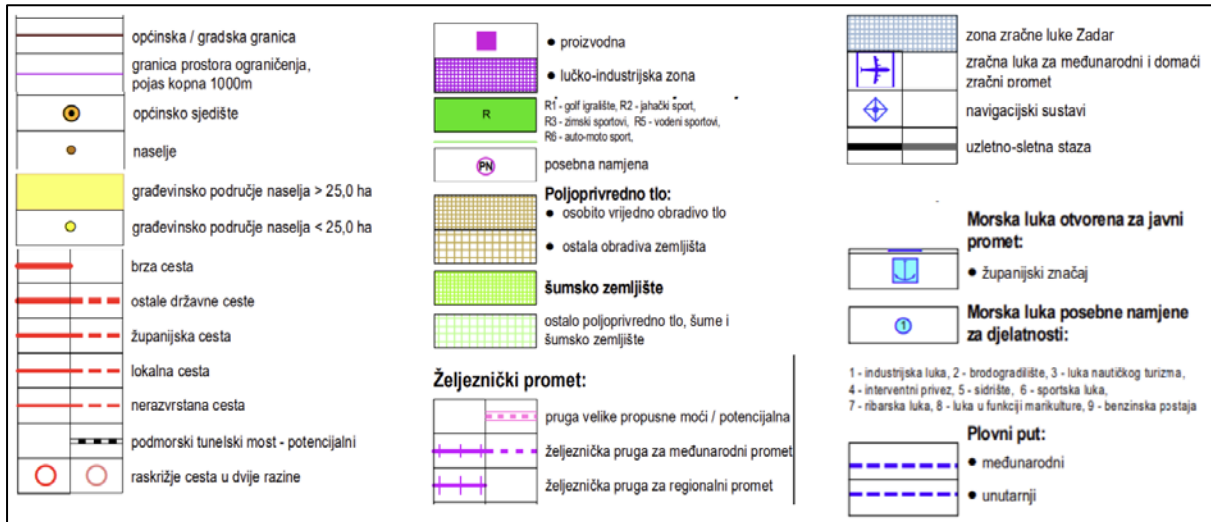 općinska / gradska granica
granica prostora ograničenja,
pojas kopna 1000m
općinsko sjedište
naselje
građevinsko područje naselja > 25,0 ha
građevinsko područje naselja < 25,0 ha
brza cesta
ostale državne ceste
županijska cesta
lokalna cesta
nerazvrstana cesta
podmorski tunelski most - potencijalni
raskrižje cesta u dvije razine
● proizvodna
● lučko-industrijska zona
R
R1 - golf igralište, R2 - jahački sport,
R3 - zimski sportovi, R5 - vodeni sportovi,
R6 - auto-moto sport,
PN
posebna namjena
Poljoprivredno tlo:
● osobito vrijedno obradivo tlo
● ostala obradiva zemljišta
šumsko zemljište
ostalo poljoprivredno tlo, šume i
šumsko zemljište
Željeznički promet:
pruga velike propusne moći / potencijalna
željeznička pruga za međunarodni promet
željeznička pruga za regionalni promet
zona zračne luke Zadar
zračna luka za međunarodni i domaći
zračni promet
navigacijski sustavi
uzletno-sletna staza
Morska luka otvorena za javni
promet:
● županijski značaj
1
Morska luka posebne namjene
za djelatnosti:
1 - industrijska luka, 2 - brodogradilište, 3 - luka nautičkog turizma,
4 - interventni privez, 5 - sidrište, 6 - sportska luka,
7 - ribarska luka, 8 - luka u funkciji marikulture, 9 - benzinska postaja
Plovni put:
● međunarodni
● unutarnji